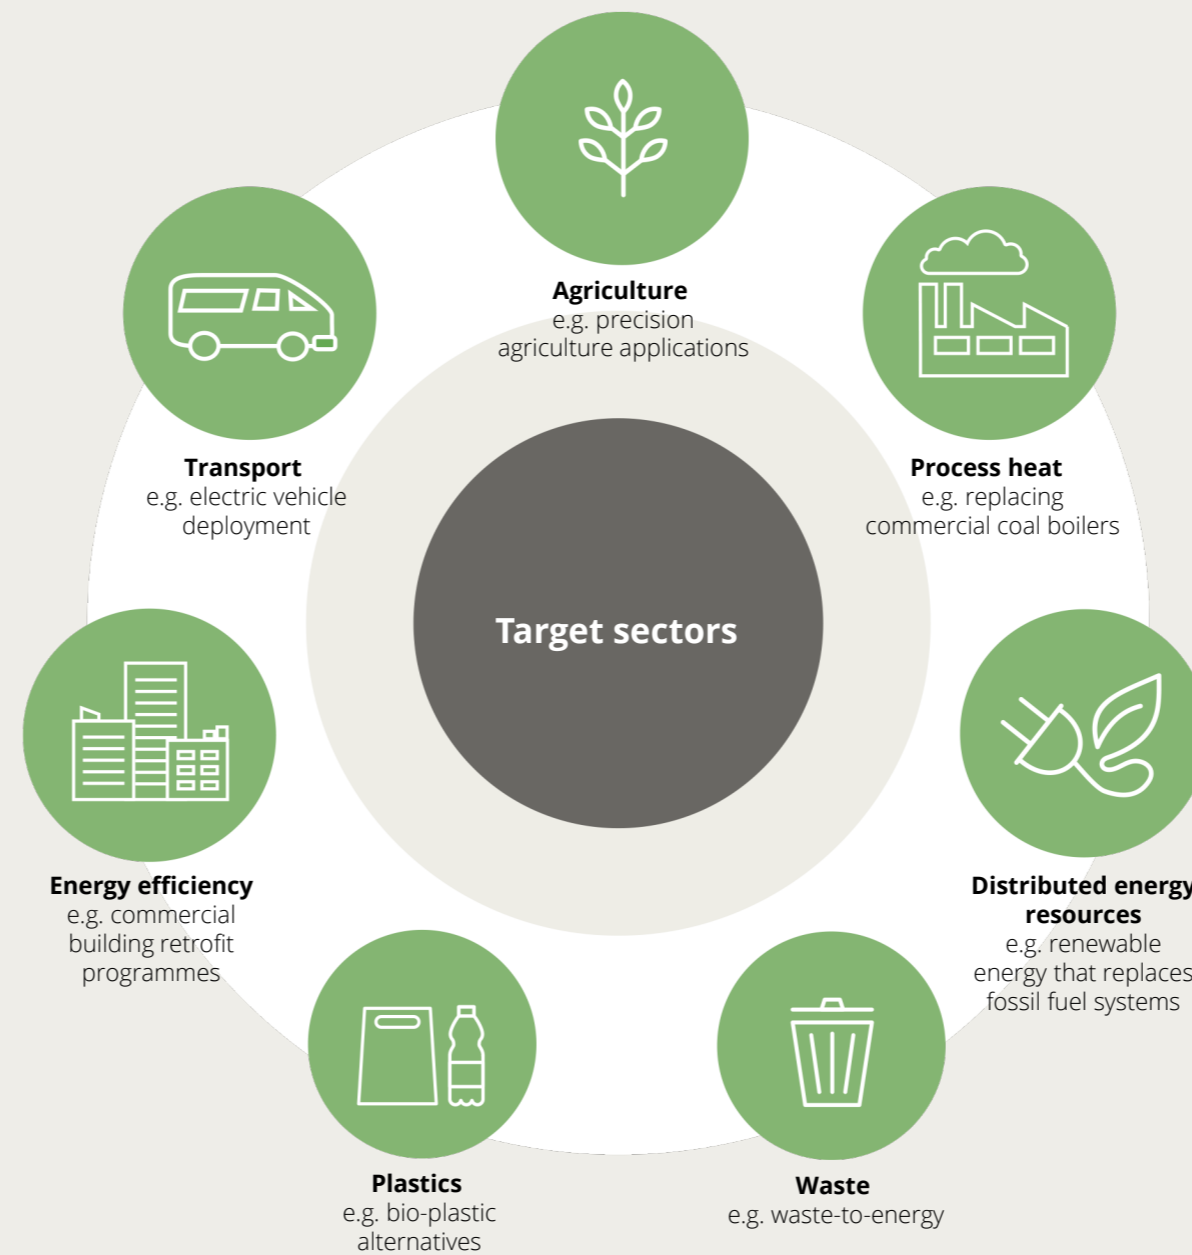 Agriculture
e.g. precision
agriculture applications
Process heat
e.g. replacing
commercial coal boilers
Distributed energy
resources
e.g. renewable
energy that replaces
fossil fuel systems
Waste
e.g. waste-to-energy
Plastics
e.g. bio-plastic
alternatives
Energy efficiency
e.g. commercial
building retrofit
programmes
Transport
e.g. electric vehicle
deployment
Target sectors